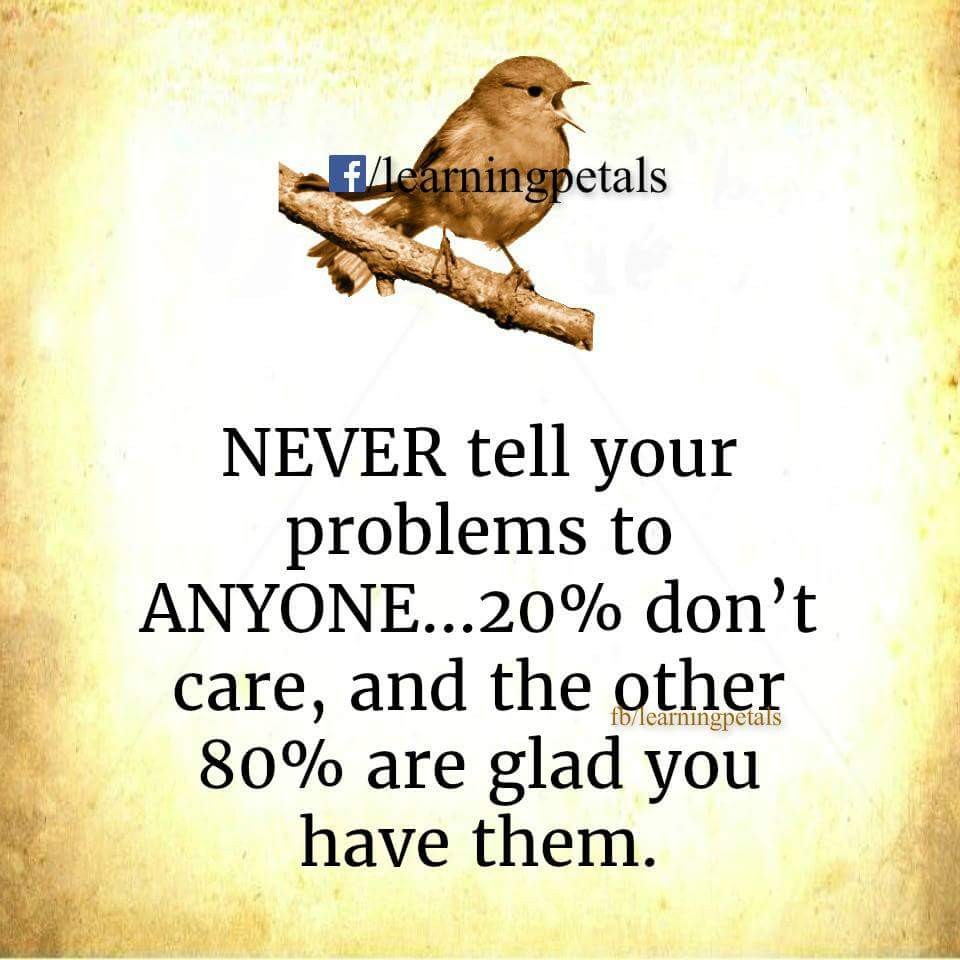 f/learningpetals
NEVER tell your
problems to
ANYONE...20% don’t
care, and the other
fb/learningpetals
80% are glad you
have them.